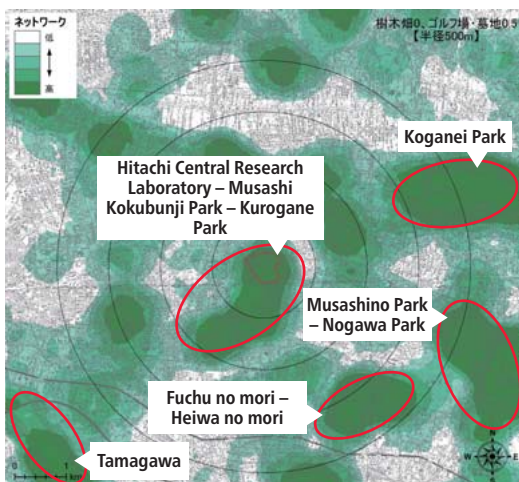 ネットワーク
低
高
樹木畑0、ゴルフ場・墓地0.5
【半径500m】
Koganei Park
Hitachi Central Research
Laboratory – Musashi
Kokubunji Park – Kurogane
Park
Musashino Park
– Nogawa Park
Fuchu no mori –
Heiwa no mori
Tamagawa
0 1
km
N
W E
S